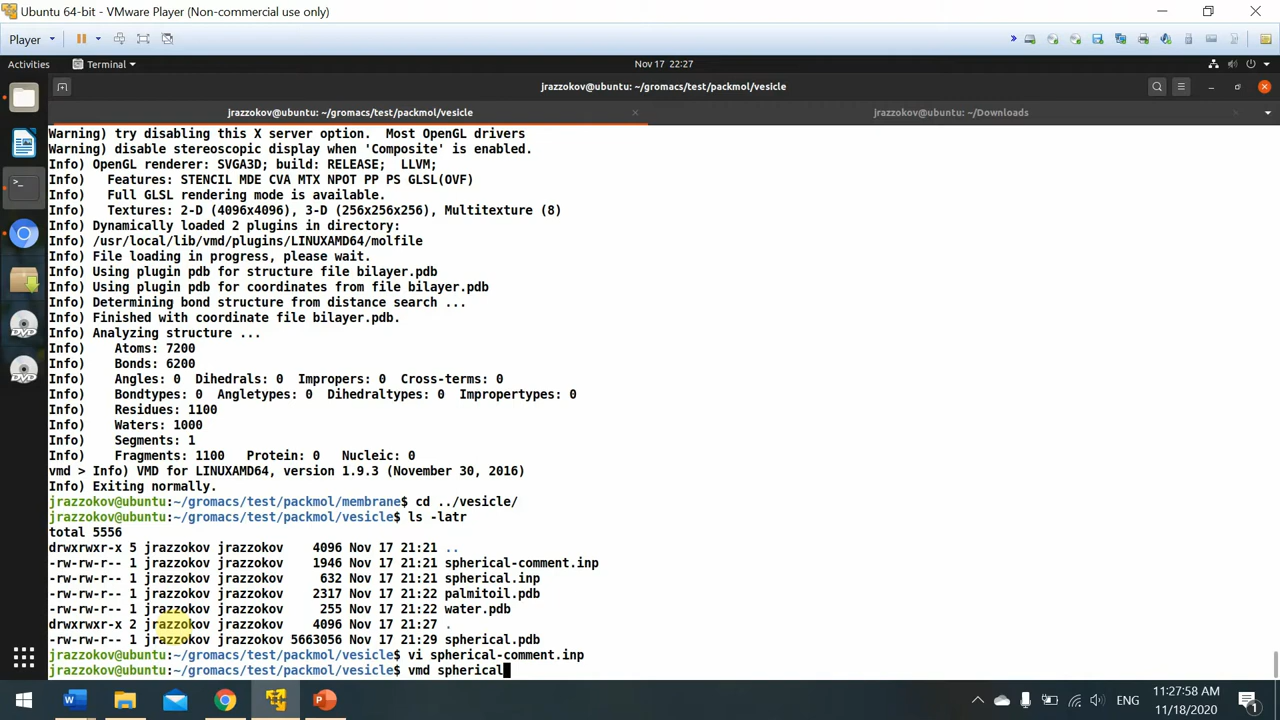 Ubuntu 64-bit - VMware Player (Non-commercial use only)
Player
Activities
Terminal
Nov 17 22:27
jrazzokov@ubuntu: ~/gromacs/test/packmol/vesicle
jrazzokov@ubuntu: ~/gromacs/test/packmol/vesicle
jrazzokov@ubuntu: ~/Downloads
Warning) try disabling this X server option.  Most OpenGL drivers
Warning) disable stereoscopic display when 'Composite' is enabled.
Info) OpenGL renderer: SVGA3D; build: RELEASE;  LLVM;
Info)   Features: STENCIL MDE CVA MTX NPOT PP PS GLSL(OVF)
Info)   Full GLSL rendering mode is available.
Info)   Textures: 2-D (4096x4096), 3-D (256x256x256), Multitexture (8)
Info) Dynamically loaded 2 plugins in directory:
Info) /usr/local/lib/vmd/plugins/LINUXAMD64/molfile
Info) File loading in progress, please wait.
Info) Using plugin pdb for structure file bilayer.pdb
Info) Using plugin pdb for coordinates from file bilayer.pdb
Info) Determining bond structure from distance search ...
Info) Finished with coordinate file bilayer.pdb.
Info) Analyzing structure ...
Info)    Atoms: 7200
Info)    Bonds: 6200
Info)    Angles: 0  Dihedrals: 0  Impropers: 0  Cross-terms: 0
Info)    Bondtypes: 0  Angletypes: 0  Dihedraltypes: 0  Impropertypes: 0
Info)    Residues: 1100
Info)    Waters: 1000
Info)    Segments: 1
Info)    Fragments: 1100   Protein: 0   Nucleic: 0
vmd > Info) VMD for LINUXAMD64, version 1.9.3 (November 30, 2016)
Info) Exiting normally.
jrazzokov@ubuntu:~/gromacs/test/packmol/membrane$ cd ../vesicle/
jrazzokov@ubuntu:~/gromacs/test/packmol/vesicle$ ls -latr
total 5556
drwxrwxr-x 5 jrazzokov jrazzokov    4096 Nov 17 21:21 ..
-rw-rw-r-- 1 jrazzokov jrazzokov    1946 Nov 17 21:21 spherical-comment.inp
-rw-rw-r-- 1 jrazzokov jrazzokov     632 Nov 17 21:21 spherical.inp
-rw-rw-r-- 1 jrazzokov jrazzokov    2317 Nov 17 21:22 palmitoil.pdb
-rw-rw-r-- 1 jrazzokov jrazzokov     255 Nov 17 21:22 water.pdb
drwxrwxr-x 2 jrazzokov jrazzokov    4096 Nov 17 21:27 .
-rw-rw-r-- 1 jrazzokov jrazzokov 5663056 Nov 17 21:29 spherical.pdb
jrazzokov@ubuntu:~/gromacs/test/packmol/vesicle$ vi spherical-comment.inp
jrazzokov@ubuntu:~/gromacs/test/packmol/vesicle$ vmd spherical
ENG
11:27:58 AM
11/18/2020